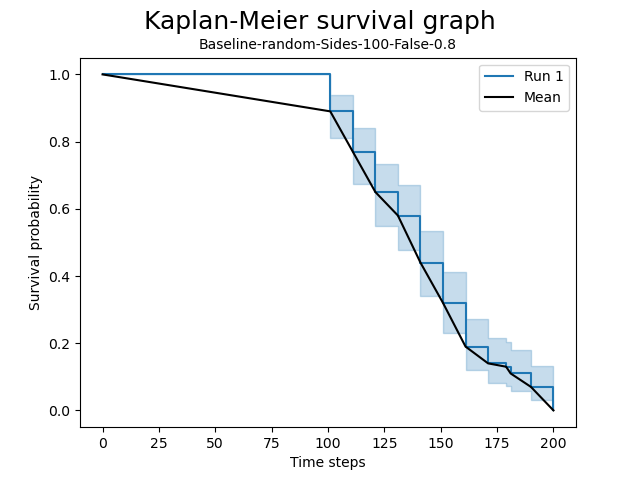 Kaplan-Meier survival graph
Baseline-random-Sides-100-False-0.8
Run 1
Mean
Survival probability
1.0
0.8
0.6
0.4
0.2
0.0
0 25 50 75 100 125 150 175 200
Time steps